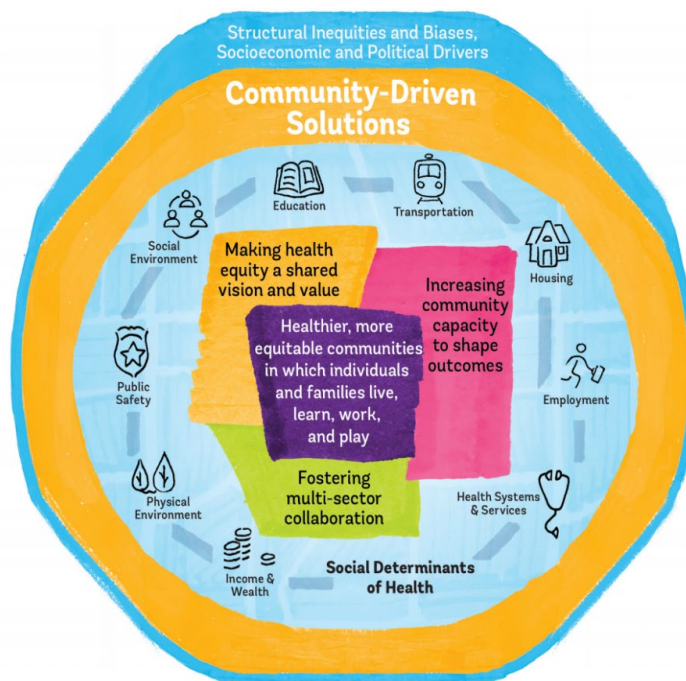 Structural Inequities and Biases,
Socioeconomic and Political Drivers
Community-Driven
Solutions
Education
Transportation
Social
Environment
Housing
Making health
equity a shared
vision and value
Increasing
community
capacity
to shape
outcomes
Healthier, more
equitable communities
in which individuals
and families live,
learn, work,
and play
Public
Safety
Employment
Fostering
multi-sector
collaboration
Physical
Environment
Health Systems
& Services
Income &
Wealth
Social Determinants
of Health